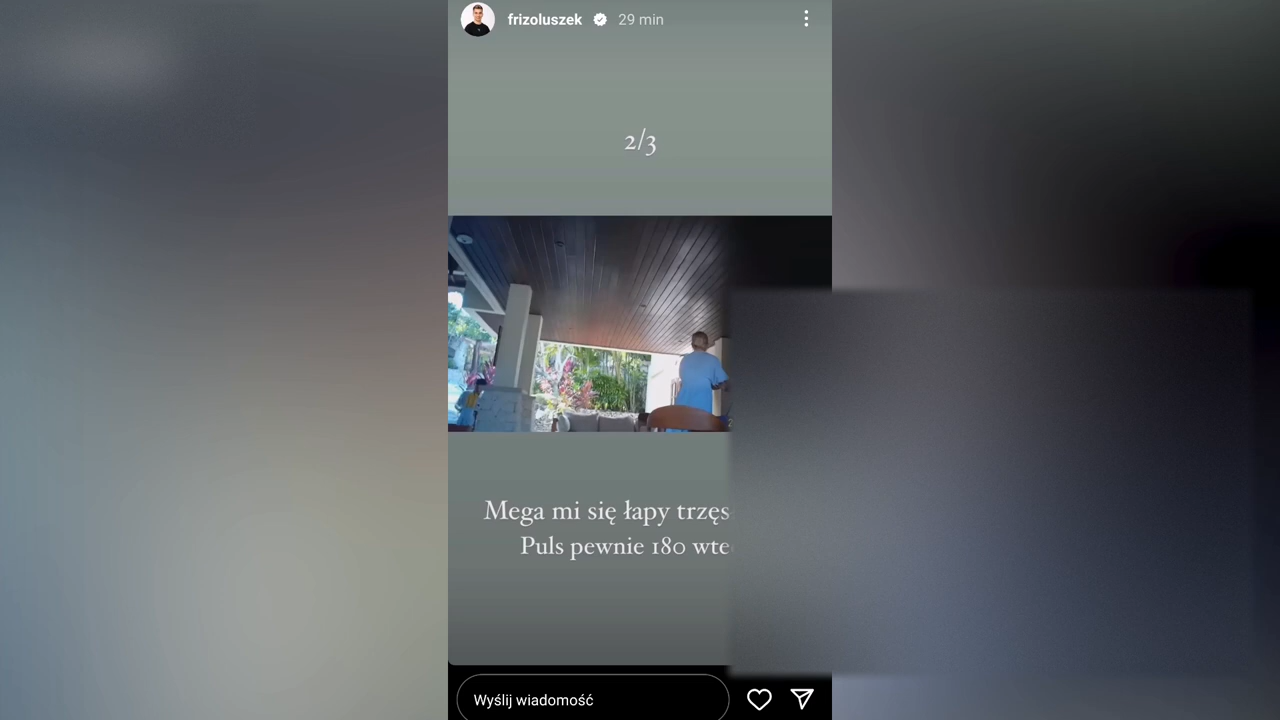 frizoluszek 29 min
2/3
Mega mi się łapy
Puls pewnie 180
Wyślij wiadomość